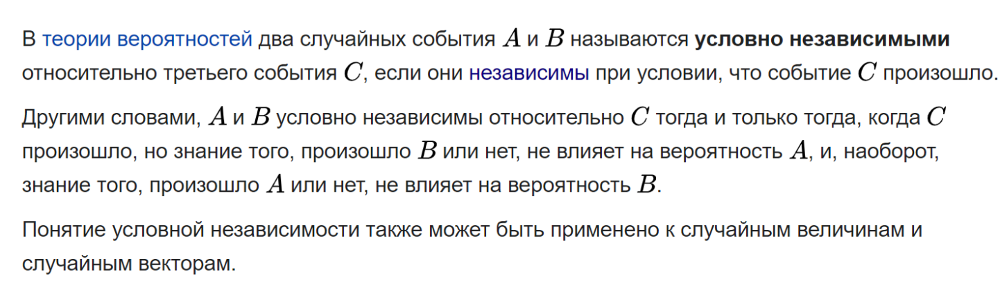 В теории вероятностей два случайных события A и B называются условно независимыми
относительно третьего события C, если они независимы при условии, что событие C произошло.
Другими словами, A и B условно независимы относительно C тогда и только тогда, когда C
произошло, но знание того, произошло B или нет, не влияет на вероятность A, и, наоборот,
знание того, произошло A или нет, не влияет на вероятность B.
Понятие условной независимости также может быть применено к случайным величинам и
случайным векторам.